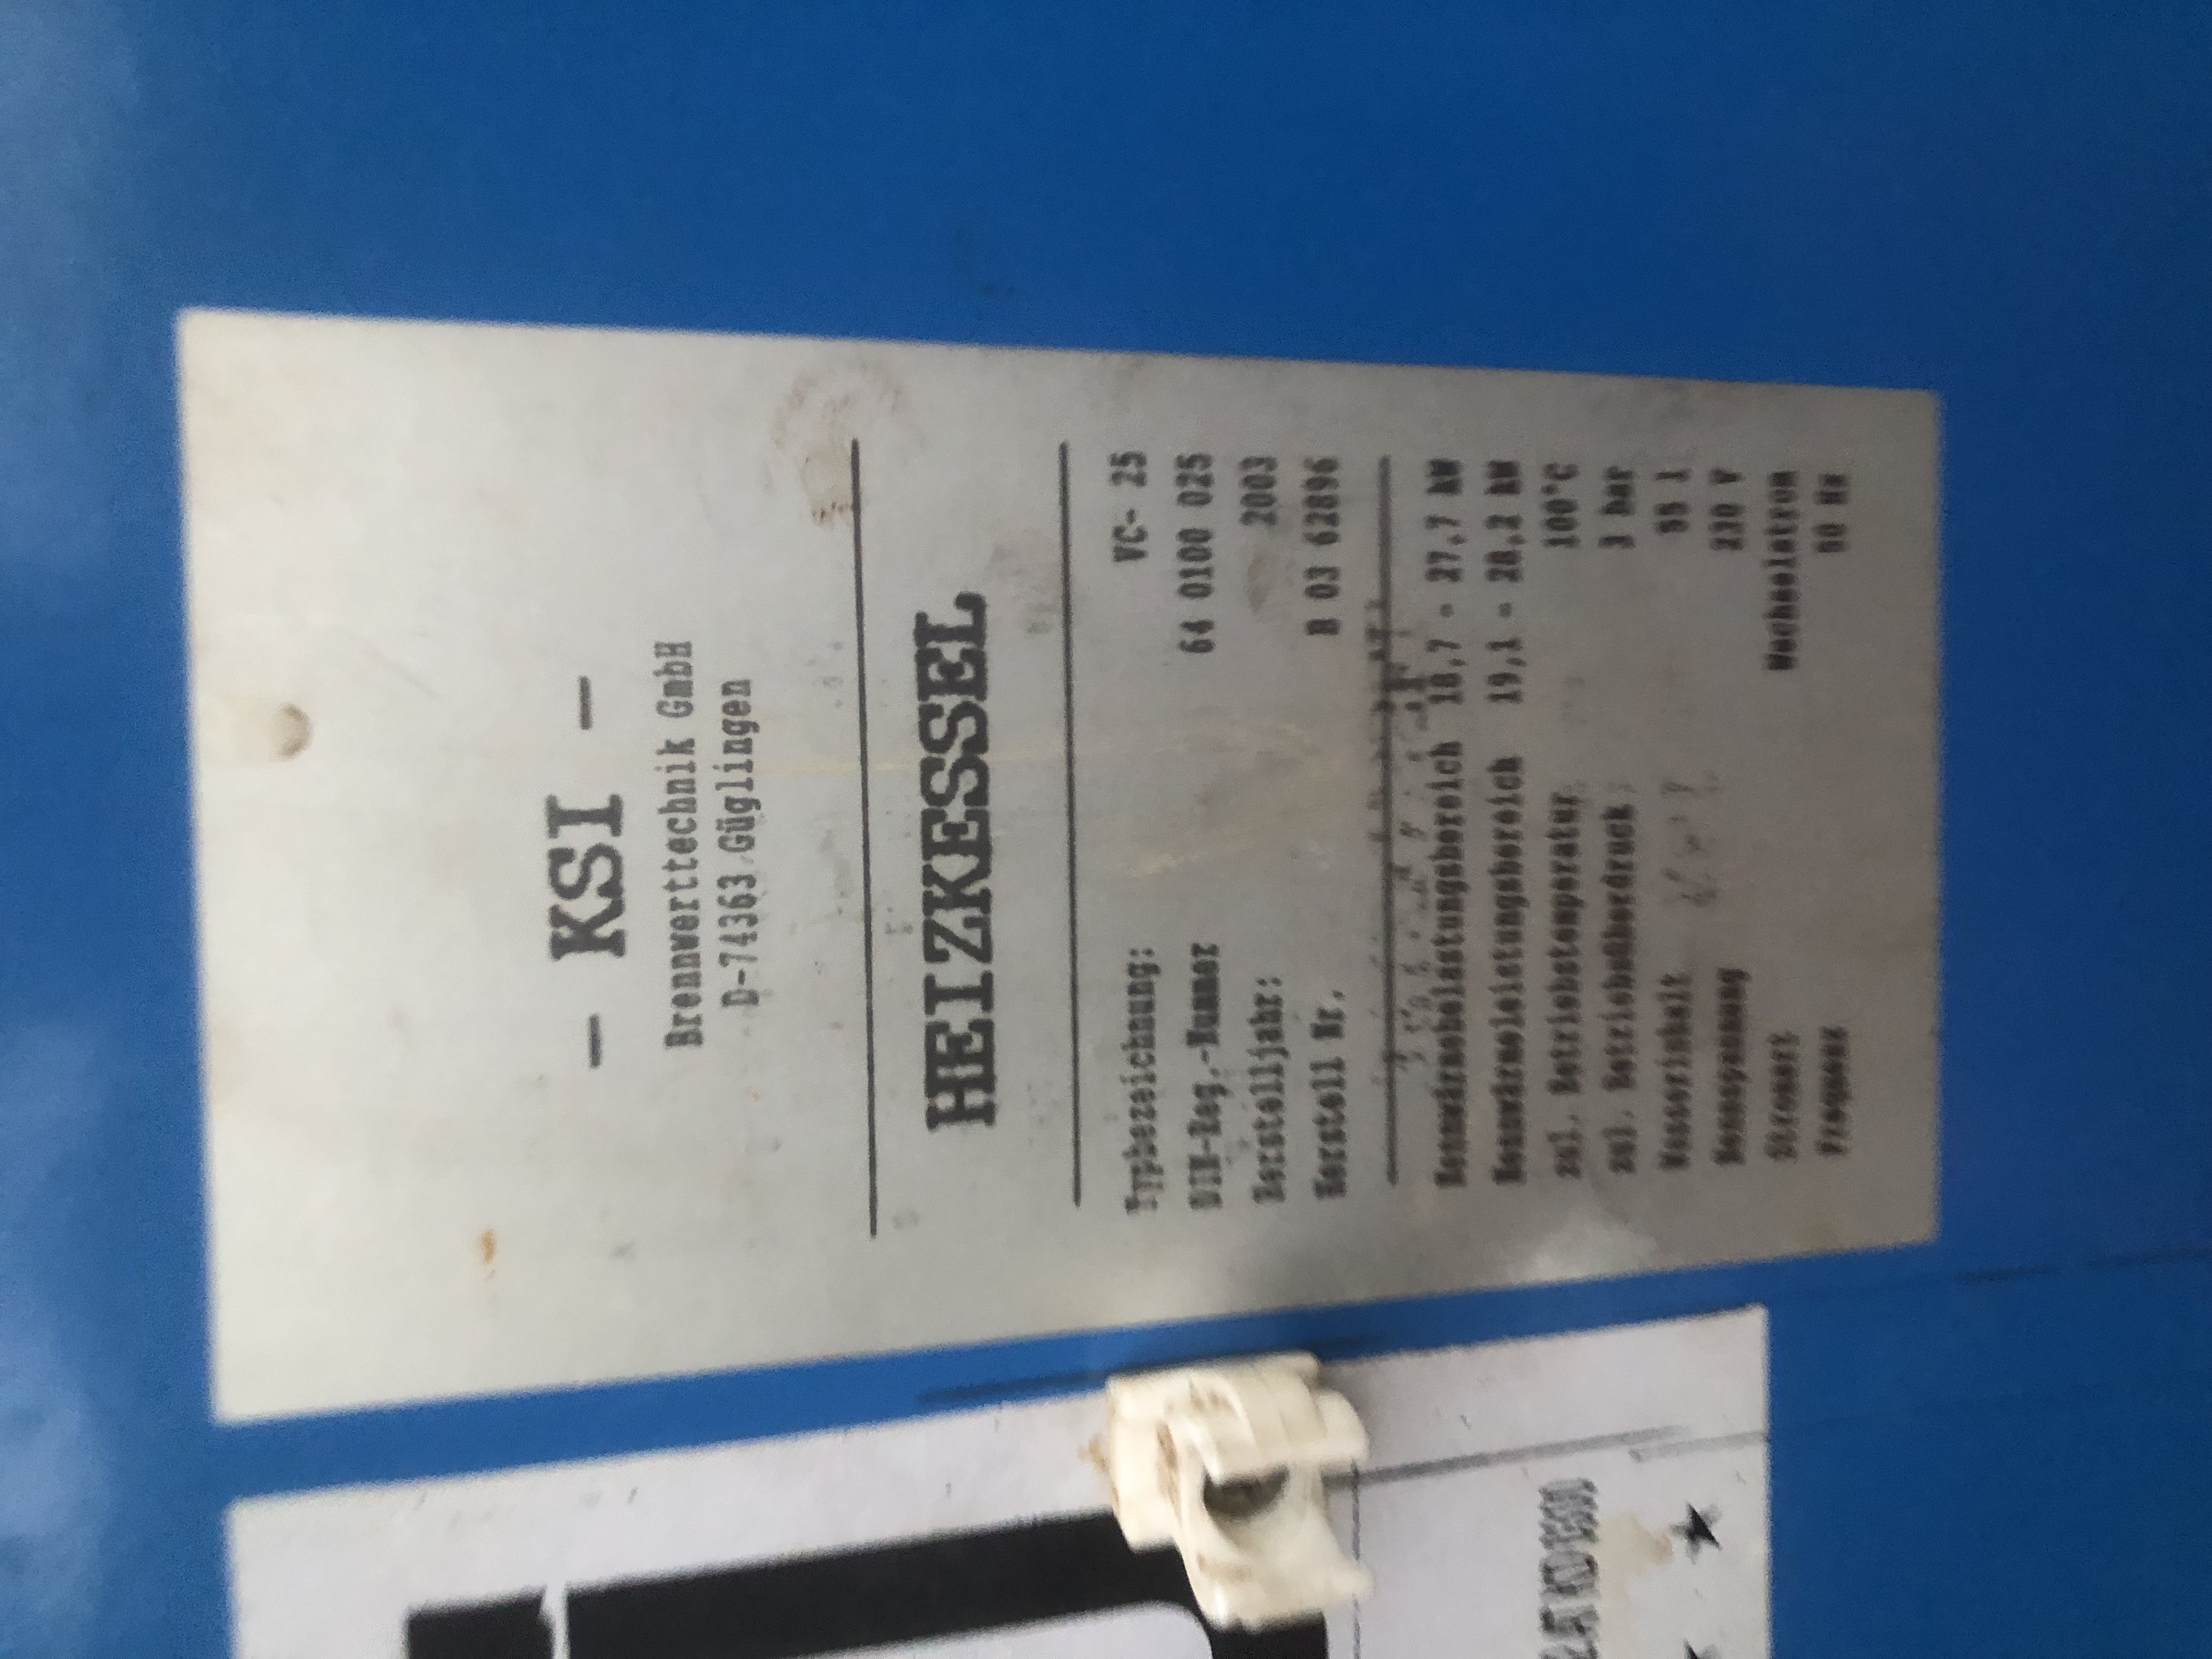 - KSI -
Brennwerttechnik GmbH
D-74363 Güglingen
HEIZKESSEL
Typbezeichnung: VC- 25
DIN-Reg.-Nummer 64 0100 025
Herstelljahr: 2003
Herstell Nr. B 03 62896
Nennwärmebelastungsbereich 18,7 - 27,7 kW
Nennwärmeleistungsbereich 19,1 - 28,2 kW
zul. Betriebstemperatur 100°C
zul. Betriebsüberdruck 3 bar
Wasserinhalt 55 l
Nennspannung 230 V
Stromart Wechselstrom
Frequenz 50 Hz